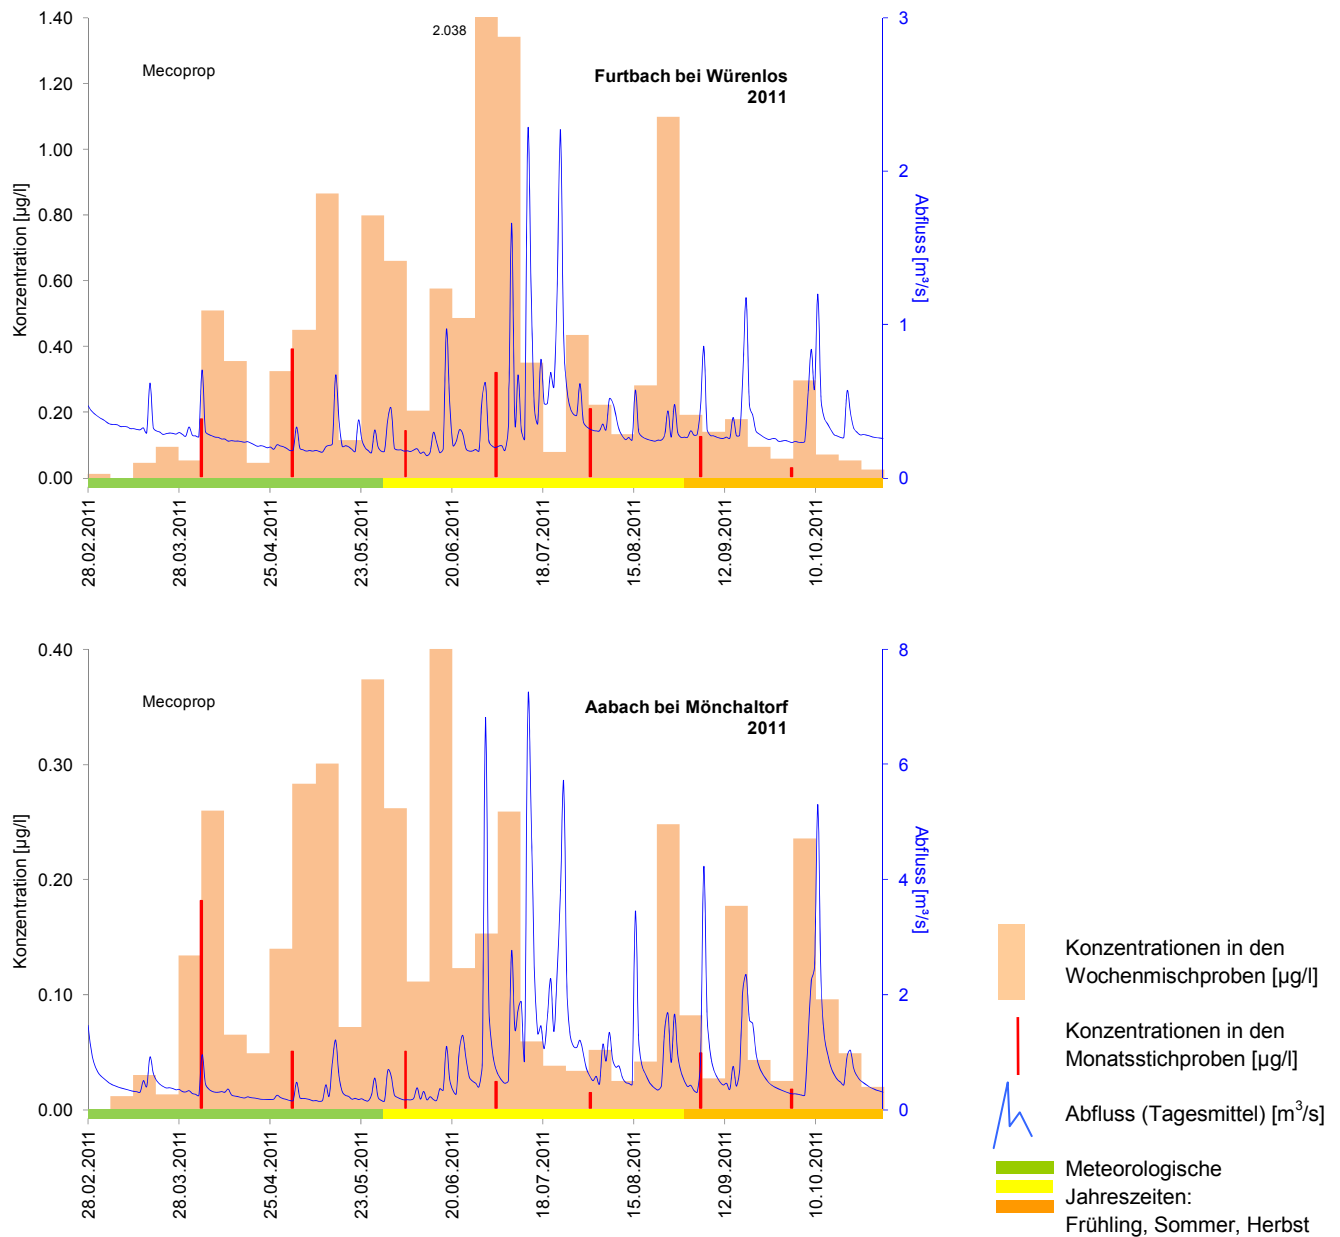 1.40
1.20
1.00
0.80
0.60
0.40
0.20
0.00
Konzentration [µg/l]
Mecoprop
2.038
Furtbach bei Würenlos
2011
3
2
1
0
Abfluss [m³/s]
28.02.2011
28.03.2011
25.04.2011
23.05.2011
20.06.2011
18.07.2011
15.08.2011
12.09.2011
10.10.2011
0.40
0.30
0.20
0.10
0.00
Konzentration [µg/l]
Mecoprop
Aabach bei Mönchaltorf
2011
8
6
4
2
0
Abfluss [m³/s]
28.02.2011
28.03.2011
25.04.2011
23.05.2011
20.06.2011
18.07.2011
15.08.2011
12.09.2011
10.10.2011
Konzentrationen in den
Wochenmischproben [µg/l]
Konzentrationen in den
Monatsstichproben [µg/l]
Abfluss (Tagesmittel) [m³/s]
Meteorologische
Jahreszeiten:
Frühling, Sommer, Herbst